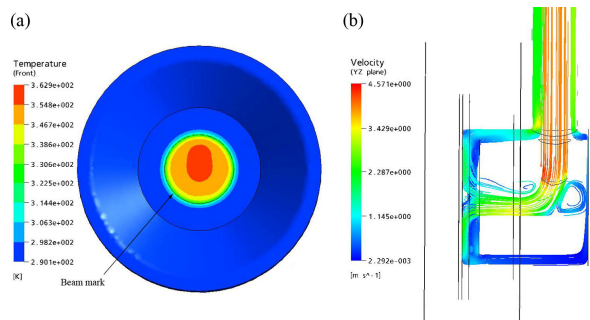 (a)
Temperature
(Front)
3.629e+002
3.548e+002
3.467e+002
3.386e+002
3.306e+002
3.225e+002
3.144e+002
3.063e+002
2.982e+002
2.901e+002
[K]
Beam mark
(b)
Velocity
(YZ plane)
4.571e+000
3.429e+000
2.287e+000
1.145e+000
2.292e-003
[m s^-1]